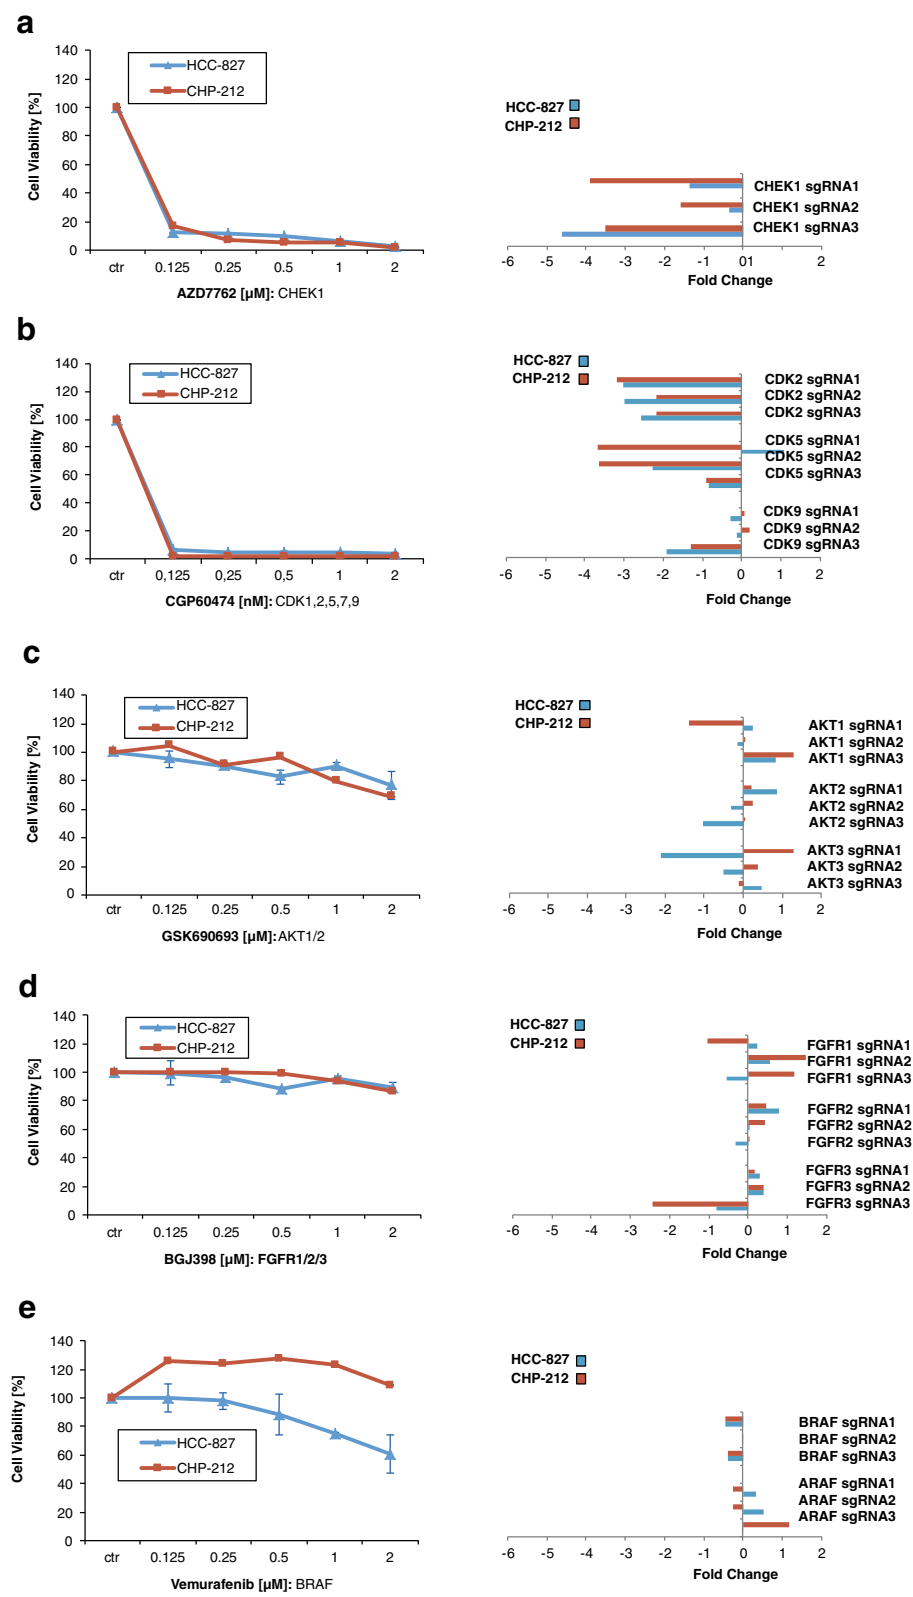 a
140
120
100
80
60
40
20
0
Cell Viability [%]
HCC-827
CHP-212
ctr 0.125 0.25 0.5 1 2
AZD7762 [µM]: CHEK1
HCC-827
CHP-212
CHEK1 sgRNA1
CHEK1 sgRNA2
CHEK1 sgRNA3
-6 -5 -4 -3 -2 -1 01 2
Fold Change
b
140
120
100
80
60
40
20
0
Cell Viability [%]
HCC-827
CHP-212
ctr 0,125 0,25 0,5 1 2
CGP60474 [nM]: CDK1,2,5,7,9
HCC-827
CHP-212
CDK2 sgRNA1
CDK2 sgRNA2
CDK2 sgRNA3
CDK5 sgRNA1
CDK5 sgRNA2
CDK5 sgRNA3
CDK9 sgRNA1
CDK9 sgRNA2
CDK9 sgRNA3
-6 -5 -4 -3 -2 -1 0 1 2
Fold Change
c
140
120
100
80
60
40
20
0
Cell Viability [%]
HCC-827
CHP-212
ctr 0.125 0.25 0.5 1 2
GSK690693 [µM]:AKT1/2
HCC-827
CHP-212
AKT1 sgRNA1
AKT1 sgRNA2
AKT1 sgRNA3
AKT2 sgRNA1
AKT2 sgRNA2
AKT2 sgRNA3
AKT3 sgRNA1
AKT3 sgRNA2
AKT3 sgRNA3
-6 -5 -4 -3 -2 -1 0 1 2
Fold Change
d
140
120
100
80
60
40
20
0
Cell Viability [%]
HCC-827
CHP-212
ctr 0.125 0.25 0.5 1 2
BGJ398 [µM]: FGFR1/2/3
HCC-827
CHP-212
FGFR1 sgRNA1
FGFR1 sgRNA2
FGFR1 sgRNA3
FGFR2 sgRNA1
FGFR2 sgRNA2
FGFR2 sgRNA3
FGFR3 sgRNA1
FGFR3 sgRNA2
FGFR3 sgRNA3
-6 -5 -4 -3 -2 -1 0 1 2
Fold Change
e
140
120
100
80
60
40
20
0
Cell Viability [%]
HCC-827
CHP-212
ctr 0.125 0.25 0.5 1 2
Vemurafenib [µM]: BRAF
HCC-827
CHP-212
BRAF sgRNA1
BRAF sgRNA2
BRAF sgRNA3
ARAF sgRNA1
ARAF sgRNA2
ARAF sgRNA3
-6 -5 -4 -3 -2 -1 0 1 2
Fold Change